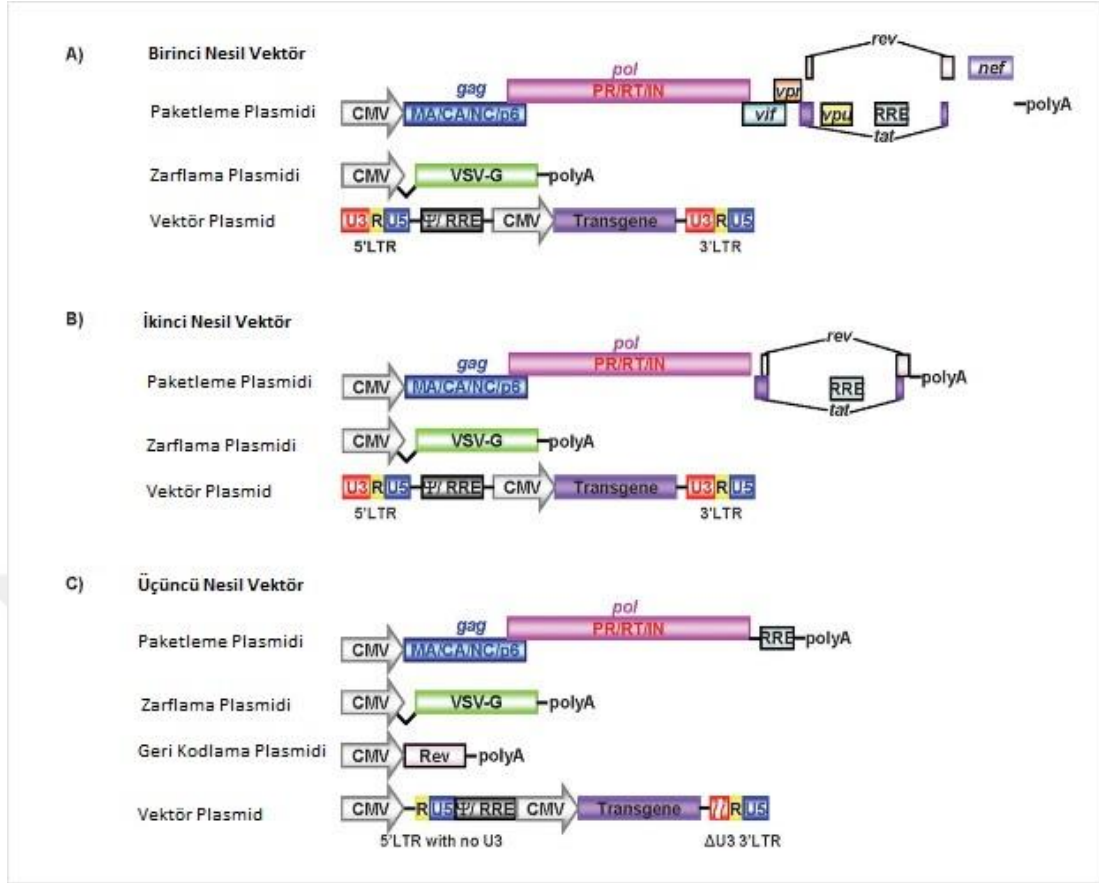 A) Birinci Nesil Vektör
rev
nef
gag
pol
PR/RT/IN
vpr
Paketleme Plasmidi
CMV
MA/CA/NC/p6
vif
vpu
RRE
polyA
tat
Zarflama Plasmidi CMV VSV-G polyA
Vektör Plasmid U3 R U5 Ψ/ RRE CMV Transgene U3 R U5
5'LTR 3'LTR
B) İkinci Nesil Vektör
rev
gag
pol
PR/RT/IN
Paketleme Plasmidi
CMV
MA/CA/NC/p6
RRE
polyA
tat
Zarflama Plasmidi CMV VSV-G polyA
Vektör Plasmid U3 R U5 Ψ/ RRE CMV Transgene U3 R U5
5'LTR 3'LTR
C) Üçüncü Nesil Vektör
gag
pol
PR/RT/IN
Paketleme Plasmidi
CMV
MA/CA/NC/p6
RRE
polyA
Zarflama Plasmidi CMV VSV-G polyA
Geri Kodlama Plasmidi CMV Rev polyA
Vektör Plasmid CMV R U5 Ψ/ RRE CMV Transgene R U5
5'LTR with no U3 ΔU3 3'LTR